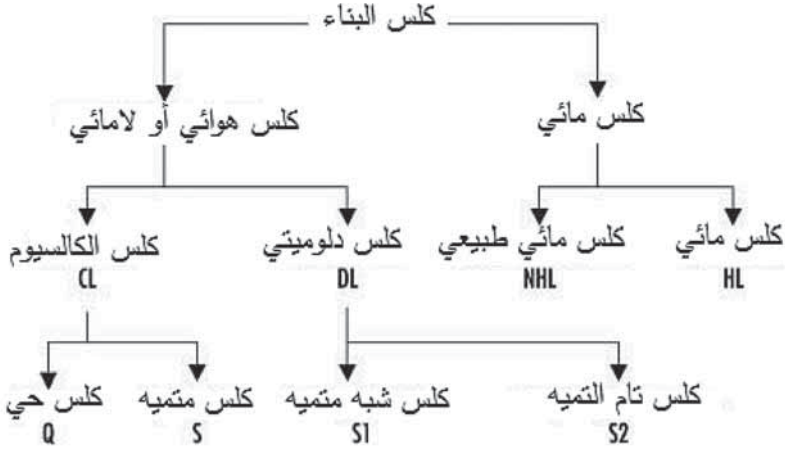 كلس البناء
كلس مائي
كلس هوائي أو لامائي
كلس مائي
HL
كلس مائي طبيعي
NHL
كلس دلوميتي
DL
كلس الكالسيوم
CL
كلس تام التميه
S2
كلس شبه متميه
S1
كلس متميه
S
كلس حي
Q